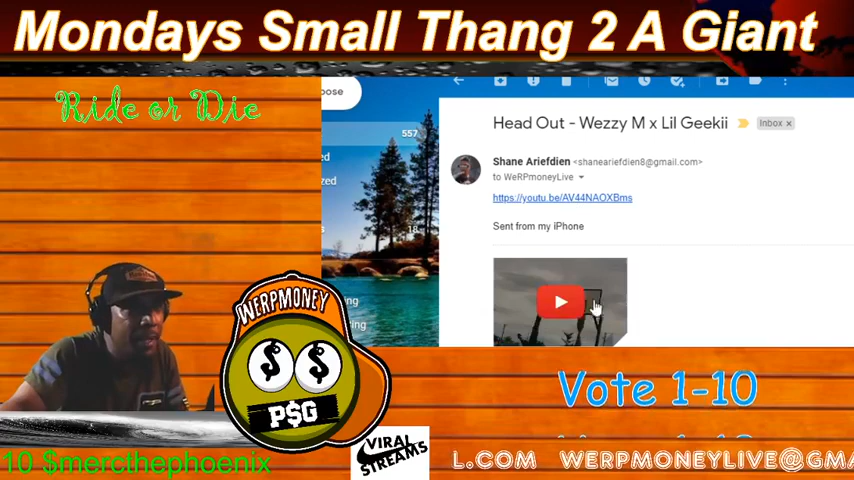 Mondays Small Thang 2 A Giant
Ride or Die
557
18
Head Out - Wezzy M x Lil Geekii
Inbox x
Shane Ariefdien <shaneariefdien8@gmail.com>
to WeRPmoneyLive
https://youtu.be/AV44NAOXBms
Sent from my iPhone
WERPMONEY
P$G
Vote 1-10
VIRAL
STREAMS
10 $mercthephoenix
L.COM WERPMONEYLIVE@GMA